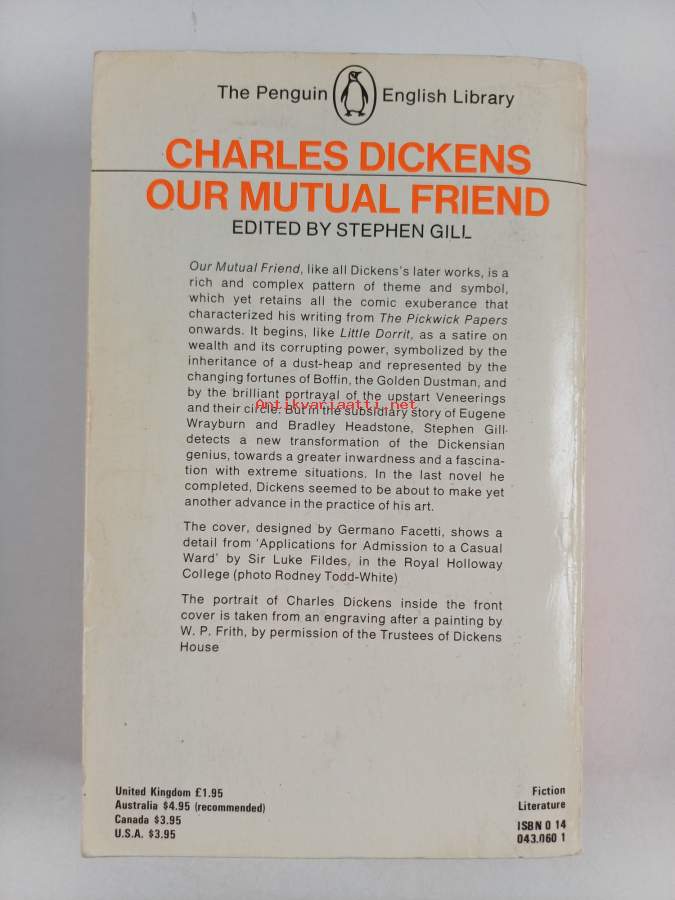 The Penguin English Library
CHARLES DICKENS
OUR MUTUAL FRIEND
EDITED BY STEPHEN GILL
Our Mutual Friend, like all Dickens's later works, is a
rich and complex pattern of theme and symbol,
which yet retains all the comic exuberance that
characterized his writing from The Pickwick Papers
onwards. It begins, like Little Dorrit, as a satire on
wealth and its corrupting power, symbolized by the
inheritance of a dust-heap and represented by the
changing fortunes of Boffin, the Golden Dustman, and
by the brilliant portrayal of the upstart Veneerings
Antikvariaatti.net
and their circle. But in the subsidiary story of Eugene
Wrayburn and Bradley Headstone, Stephen Gill
detects a new transformation of the Dickensian
genius, towards a greater inwardness and a fascina-
tion with extreme situations. In the last novel he
completed, Dickens seemed to be about to make yet
another advance in the practice of his art.
The cover, designed by Germano Facetti, shows a
detail from 'Applications for Admission to a Casual
Ward' by Sir Luke Fildes, in the Royal Holloway
College (photo Rodney Todd-White)
The portrait of Charles Dickens inside the front
cover is taken from an engraving after a painting by
W. P. Frith, by permission of the Trustees of Dickens
House
United Kingdom £1.95
Australia $4.95 (recommended)
Canada $3.95
U.S.A. $3.95
Fiction
Literature
ISBN 0 14
043.060 1